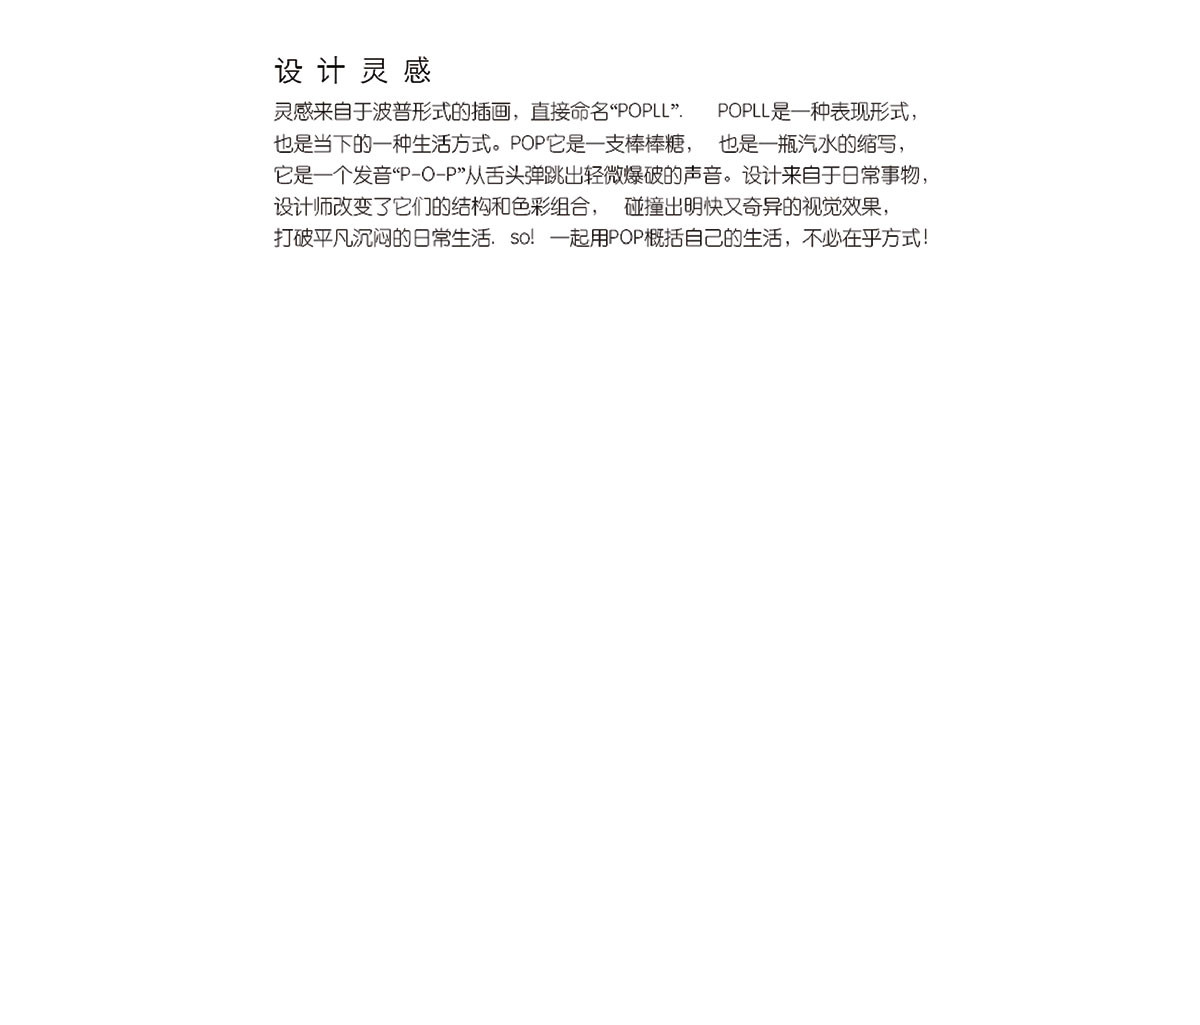 设计灵感
灵感来自于波普形式的插画，直接命名“POPLL”. POPLL是一种表现形式，
也是当下的一种生活方式。POP它是一支棒棒糖， 也是一瓶汽水的缩写，
它是一个发音“P-O-P”从舌头弹跳出轻微爆破的声音。设计来自于日常事物，
设计师改变了它们的结构和色彩组合， 碰撞出明快又奇异的视觉效果，
打破平凡沉闷的日常生活. so! 一起用POP概括自己的生活，不必在乎方式！